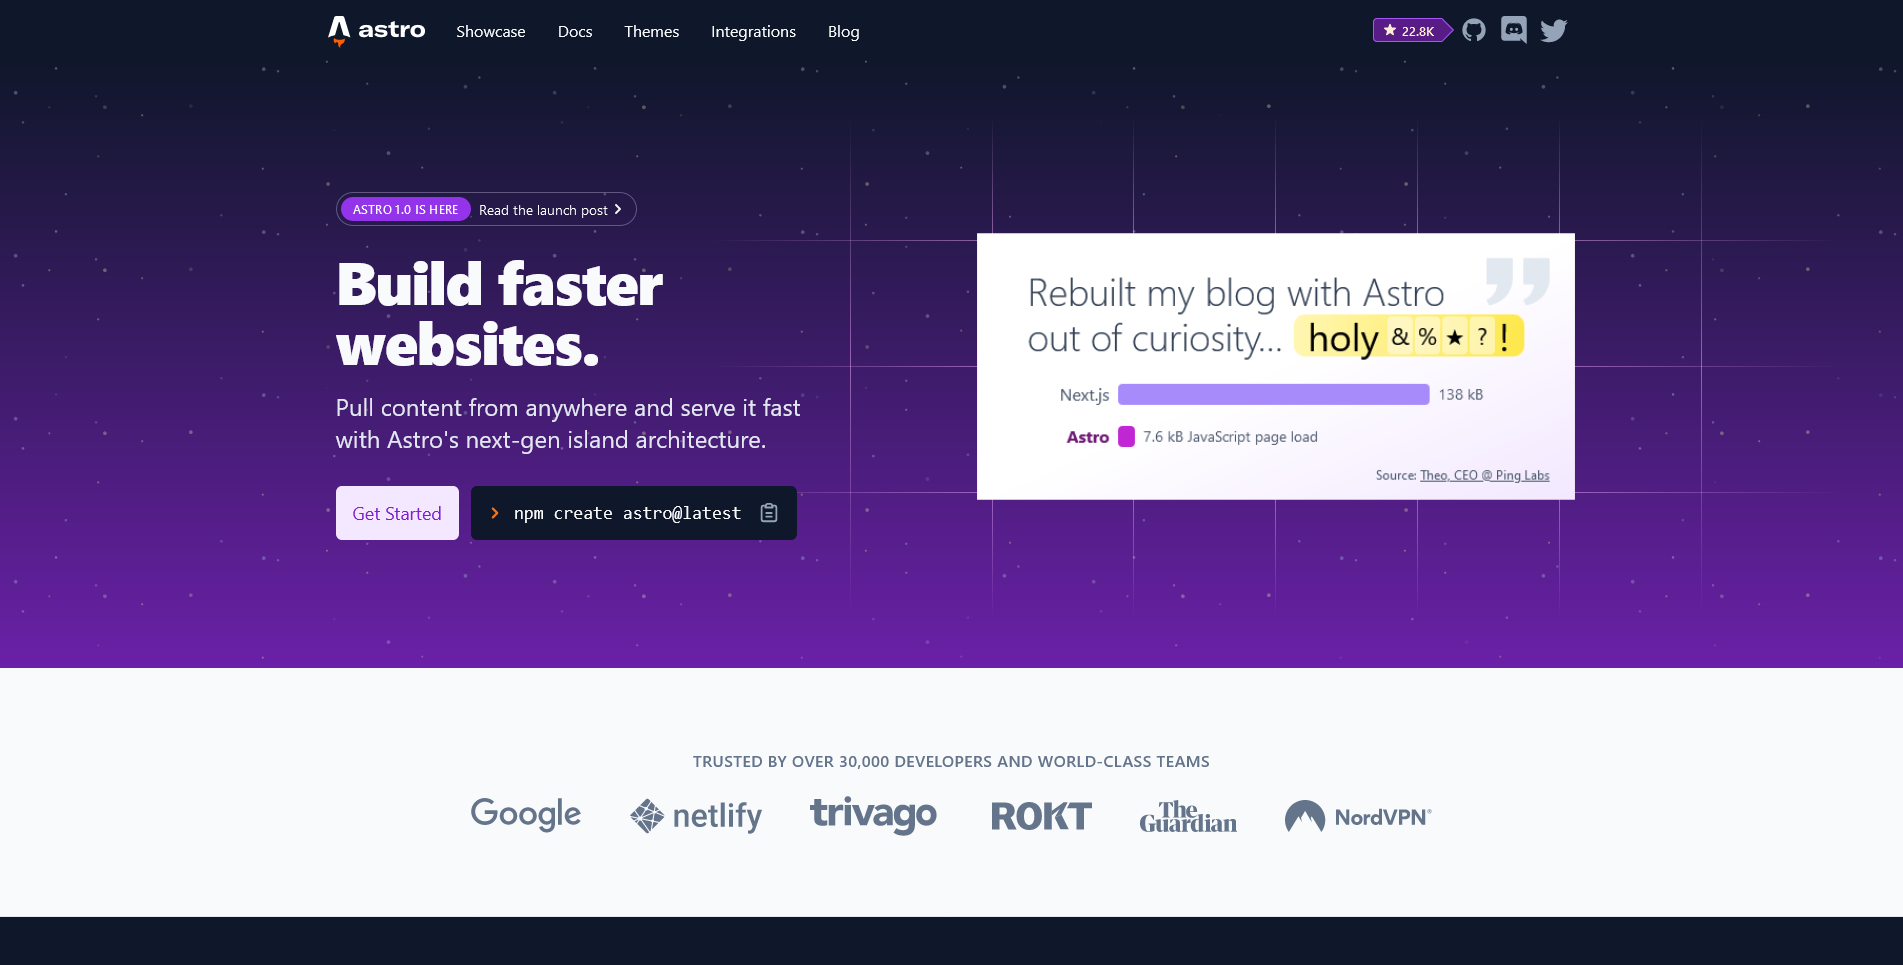 astro
Showcase
Docs
Themes
Integrations
Blog
★ 22.8K
ASTRO 1.0 IS HERE Read the launch post
Build faster
websites.
Pull content from anywhere and serve it fast
with Astro's next-gen island architecture.
Get Started
npm create astro@latest
Rebuilt my blog with Astro
out of curiosity... holy &%★?!
Next.js 138 kB
Astro 7.6 kB JavaScript page load
Source: Theo, CEO @ Ping Labs
TRUSTED BY OVER 30,000 DEVELOPERS AND WORLD-CLASS TEAMS
Google
netlify
trivago
ROKT
The
Guardian
NordVPN®